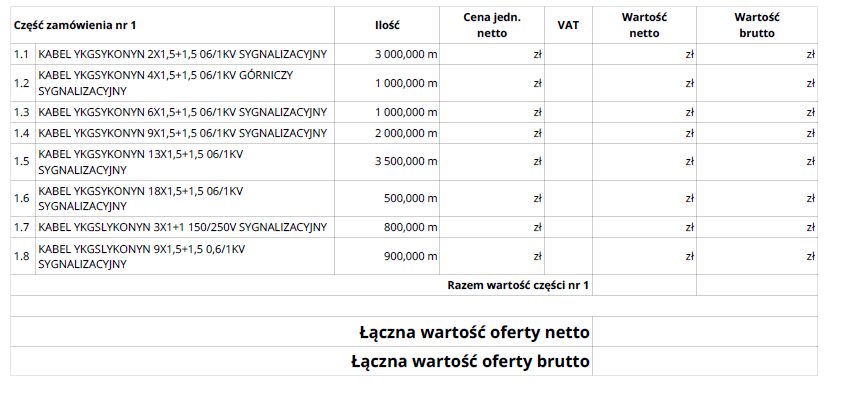 Część zamówienia nr 1 Ilość Cena jedn. netto VAT Wartość netto Wartość brutto
1.1 KABEL YKGSYKONYN 2X1,5+1,5 06/1KV SYGNALIZACYJNY 3 000,000 m zł zł zł
1.2 KABEL YKGSYKONYN 4X1,5+1,5 06/1KV GÓRNICZY
SYGNALIZACYJNY 1 000,000 m zł zł zł
1.3 KABEL YKGSYKONYN 6X1,5+1,5 06/1KV SYGNALIZACYJNY 1 000,000 m zł zł zł
1.4 KABEL YKGSYKONYN 9X1,5+1,5 06/1KV SYGNALIZACYJNY 2 000,000 m zł zł zł
1.5 KABEL YKGSYKONYN 13X1,5+1,5 06/1KV
SYGNALIZACYJNY 3 500,000 m zł zł zł
1.6 KABEL YKGSYKONYN 18X1,5+1,5 06/1KV
SYGNALIZACYJNY 500,000 m zł zł zł
1.7 KABEL YKGSLYKONYN 3X1+1 150/250V SYGNALIZACYJNY 800,000 m zł zł zł
1.8 KABEL YKGSLYKONYN 9X1,5+1,5 0,6/1KV
SYGNALIZACYJNY 900,000 m zł zł zł
Razem wartość części nr 1
Łączna wartość oferty netto
Łączna wartość oferty brutto